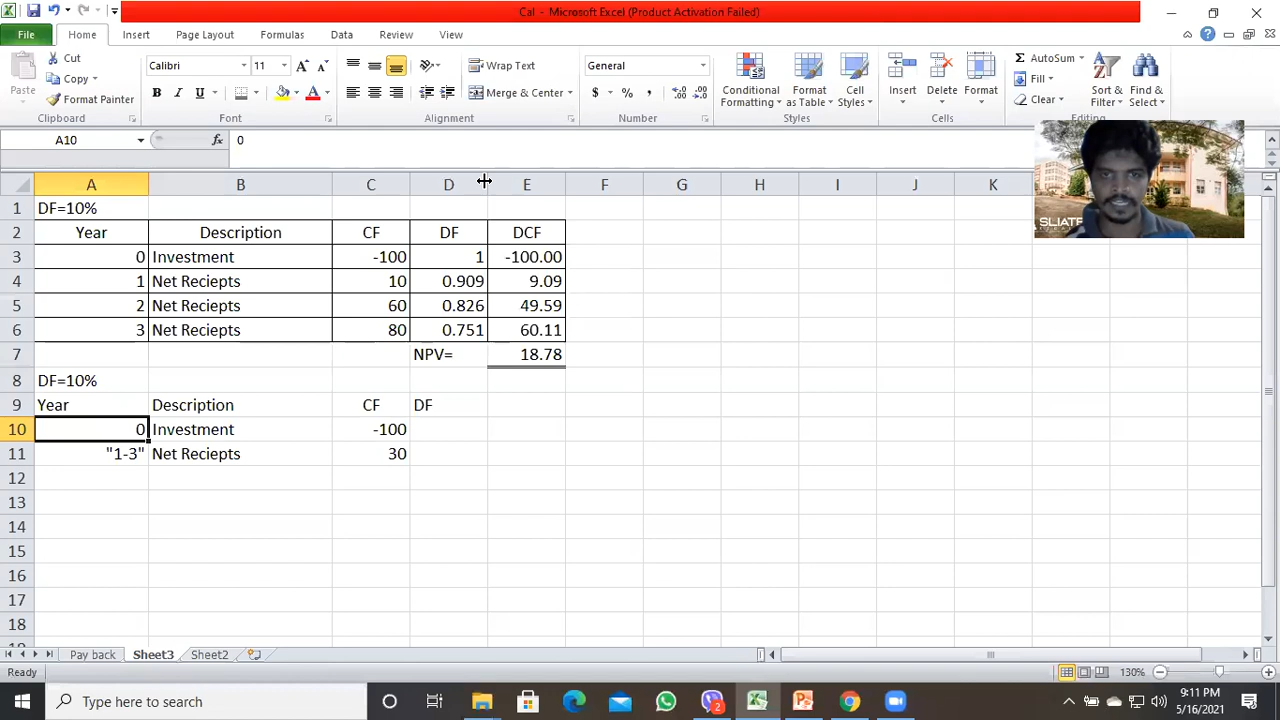 Cal - Microsoft Excel (Product Activation Failed)
File Home Insert Page Layout Formulas Data Review View
Paste Cut Copy Format Painter Clipboard
Calibri 11 A A B I U A Font
Wrap Text Merge & Center Alignment
General $ % , Number
Conditional Formatting Format as Table Cell Styles Styles
Insert Delete Format Cells
Σ AutoSum Fill Clear Sort & Filter Find & Select Editing
A10 fx 0
A B C D E F G H I J K
SLIATE
1 DF=10%
2 Year Description CF DF DCF
3 0 Investment -100 1 -100.00
4 1 Net Reciepts 10 0.909 9.09
5 2 Net Reciepts 60 0.826 49.59
6 3 Net Reciepts 80 0.751 60.11
7 NPV= 18.78
8 DF=10%
9 Year Description CF DF
10 0 Investment -100
11 "1-3" Net Reciepts 30
12
13
14
15
16
17
18
Pay back Sheet3 Sheet2
Ready 130%
Type here to search 2 9:11 PM
5/16/2021